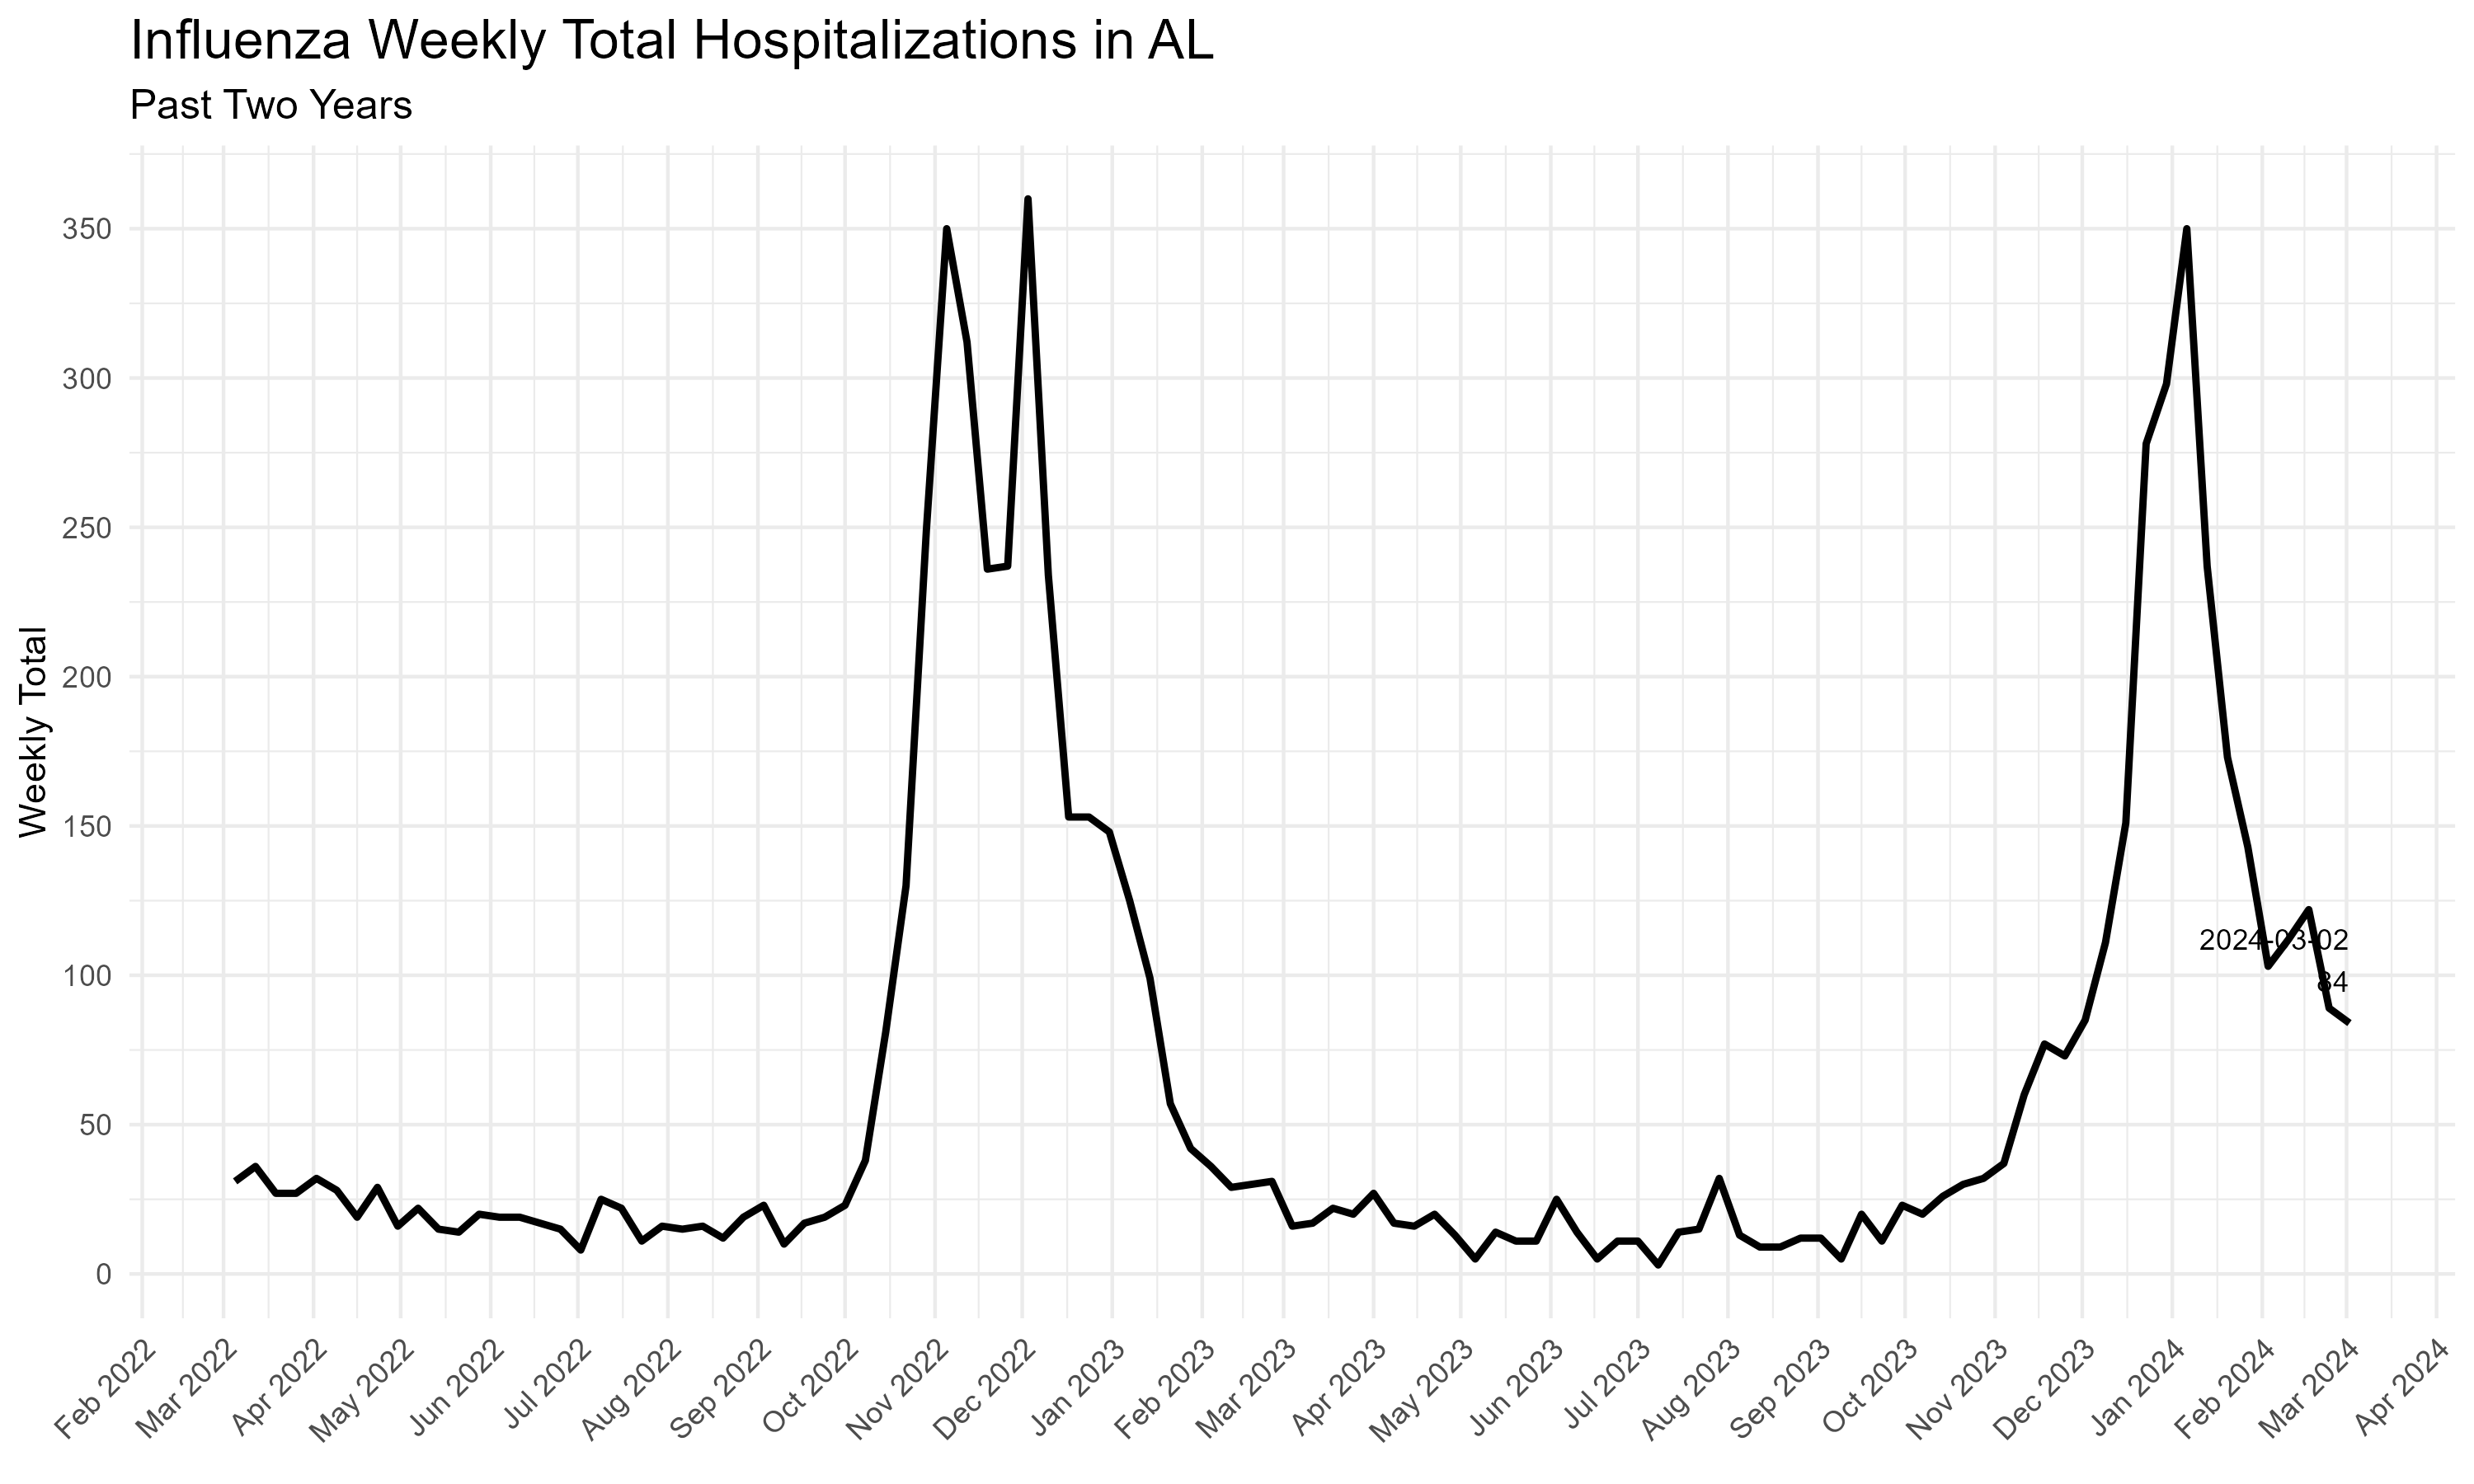 Influenza Weekly Total Hospitalizations in AL
Past Two Years
Weekly Total
350
300
250
200
150
100
50
0
2024-03-02
84
Feb 2022
Mar 2022
Apr 2022
May 2022
Jun 2022
Jul 2022
Aug 2022
Sep 2022
Oct 2022
Nov 2022
Dec 2022
Jan 2023
Feb 2023
Mar 2023
Apr 2023
May 2023
Jun 2023
Jul 2023
Aug 2023
Sep 2023
Oct 2023
Nov 2023
Dec 2023
Jan 2024
Feb 2024
Mar 2024
Apr 2024